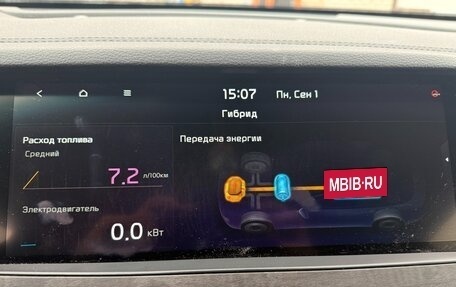 15:07
Пн, Сен 1
Гибрид
Расход топлива
Средний
7.2 л/100км
Электродвигатель
0.0 кВт
Передача энергии
MBIB·RU